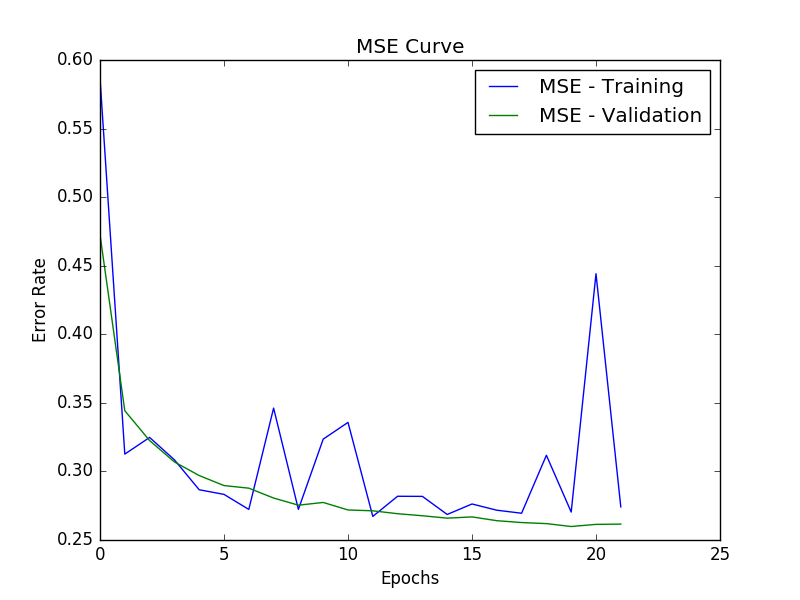 MSE Curve
MSE - Training
MSE - Validation
0.60
0.55
0.50
0.45
0.40
0.35
0.30
0.25
Error Rate
0 5 10 15 20 25
Epochs